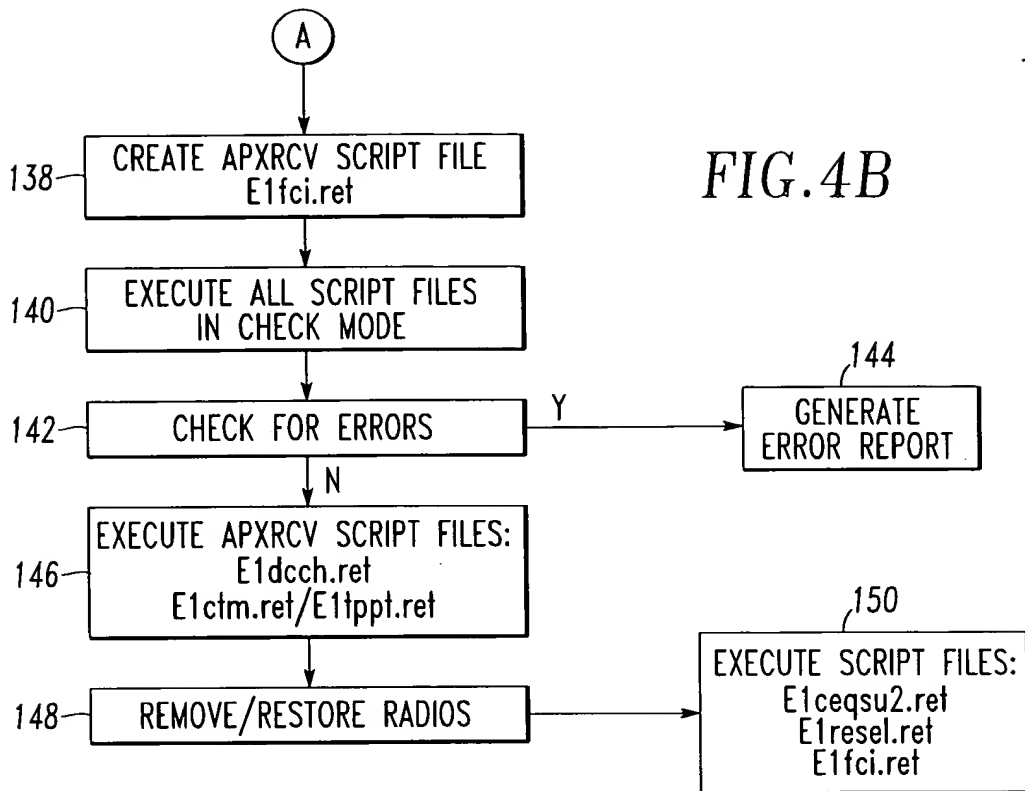 A
138
CREATE APXRCV SCRIPT FILE
E1fci.ret
FIG.4B
140
EXECUTE ALL SCRIPT FILES
IN CHECK MODE
142
CHECK FOR ERRORS
Y
144
GENERATE
ERROR REPORT
N
146
EXECUTE APXRCV SCRIPT FILES:
E1dcch.ret
E1ctm.ret/E1tppt.ret
148
REMOVE/RESTORE RADIOS
150
EXECUTE SCRIPT FILES:
E1ceqsu2.ret
E1resel.ret
E1fci.ret